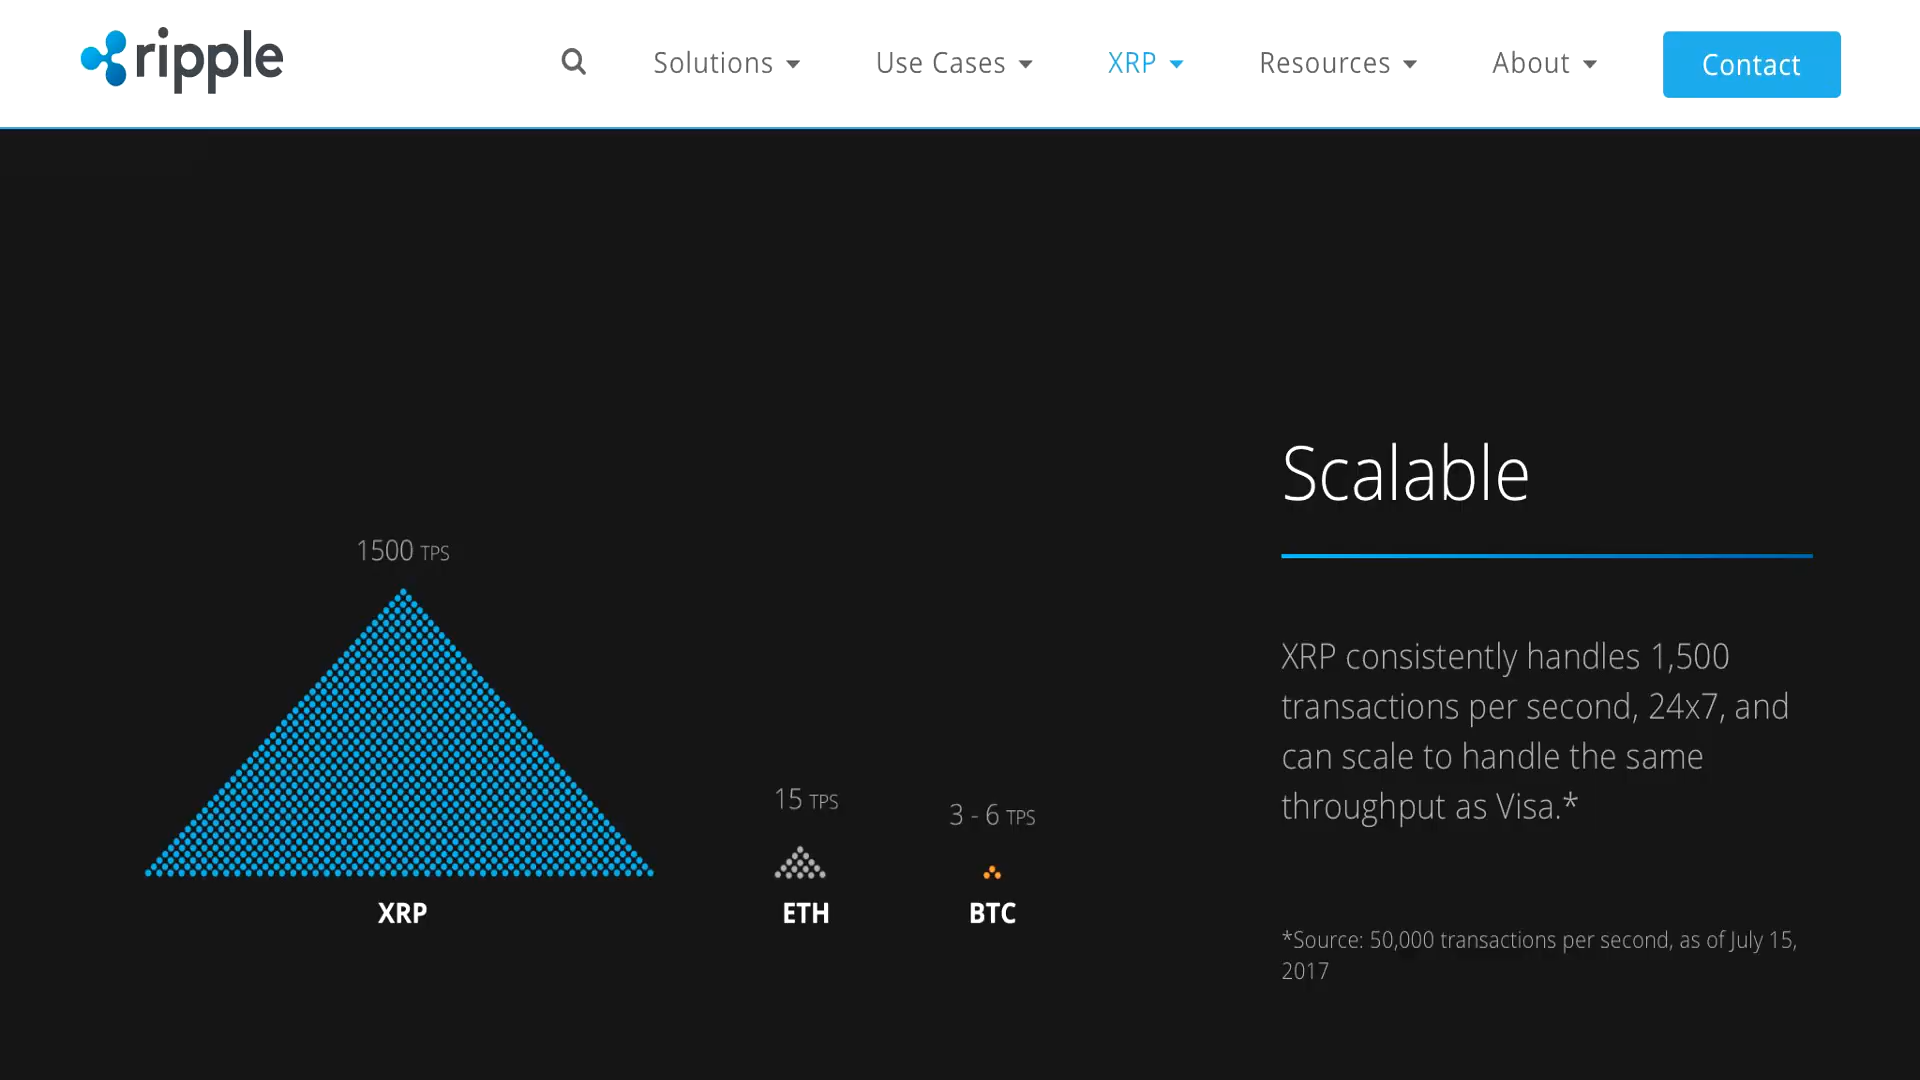 ripple
Solutions
Use Cases
XRP
Resources
About
Contact
Scalable
1500 TPS
XRP consistently handles 1,500
transactions per second, 24x7, and
can scale to handle the same
throughput as Visa.*
15 TPS
3 - 6 TPS
XRP
ETH
BTC
*Source: 50,000 transactions per second, as of July 15,
2017